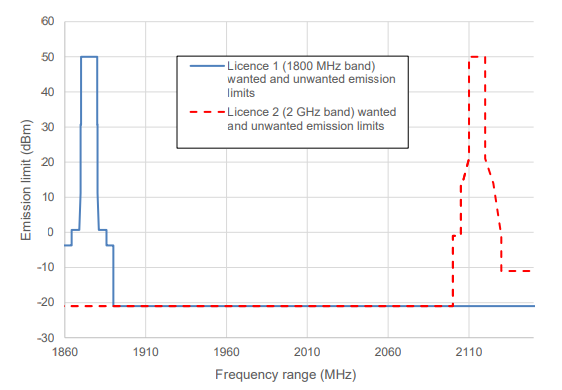 60
50
40
30
20
10
0
-10
-20
-30
Emission limit (dBm)
Licence 1 (1800 MHz band)
wanted and unwanted emission
limits
Licence 2 (2 GHz band) wanted
and unwanted emission limits
1860 1910 1960 2010 2060 2110
Frequency range (MHz)